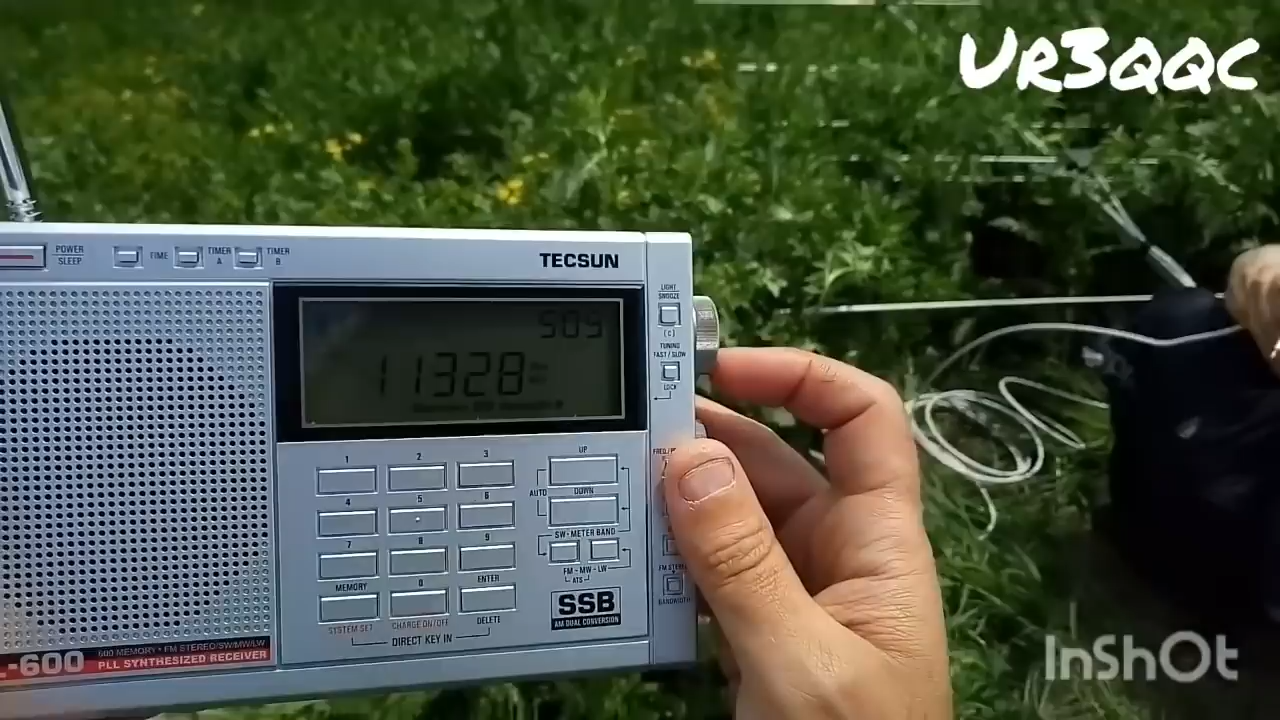 Ur3QQC
POWER
SLEEP
TIME
TIMER
A
TIMER
B
TECSUN
LIGHT
SNOOZE
(C)
TUNING
FAST / SLOW
LOCK
505
11328
1
2
3
UP
4
5
6
AUTO
DOWN
7
8
9
SW-METER BAND
FM - MW - LW
ATS
MEMORY
0
ENTER
SYSTEM SET
CHARGE ON/OFF
DELETE
DIRECT KEY IN
SSB
AM DUAL CONVERSION
FM STEREO
BANDWIDTH
-600
600 MEMORY • FM STEREO/SW/MW/LW
PLL SYNTHESIZED RECEIVER
InShOt